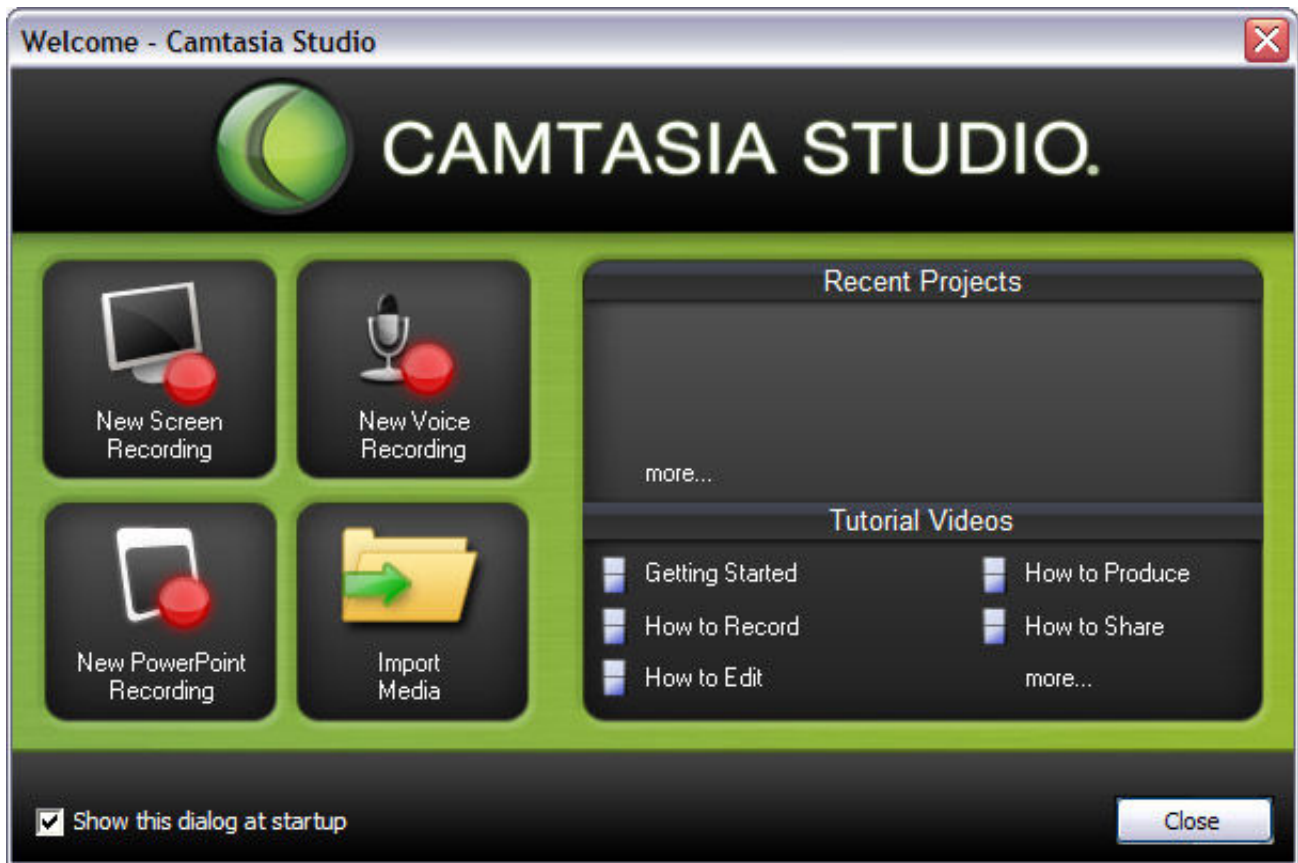 Welcome - Camtasia Studio
CAMTASIA STUDIO.
New Screen
Recording
New Voice
Recording
New PowerPoint
Recording
Import
Media
Recent Projects
more...
Tutorial Videos
Getting Started
How to Produce
How to Record
How to Share
How to Edit
more...
Show this dialog at startup
Close